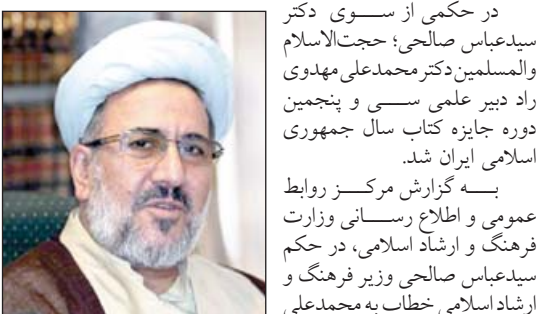 در حکمی از سوی دکتر
سیدعباس صالحی؛ حجت‌الاسلام
والمسلمین دکتر محمدعلی مهدوی
راد دبیر علمی سی و پنجمین
دوره جایزه کتاب سال جمهوری
اسلامی ایران شد.
به گزارش مرکز روابط
عمومی و اطلاع رسانی وزارت
فرهنگ و ارشاد اسلامی، در حکم
سیدعباس صالحی وزیر فرهنگ و
ارشاد اسلامی خطاب به محمدعلی